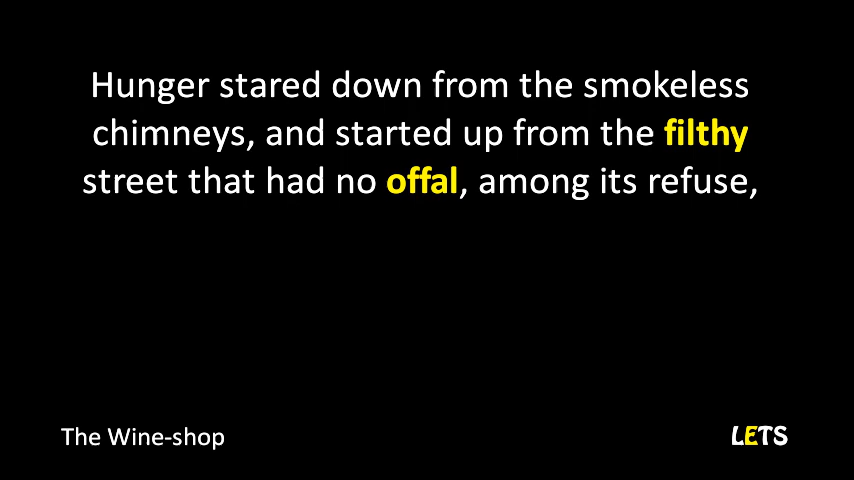 Hunger stared down from the smokeless
chimneys, and started up from the filthy
street that had no offal, among its refuse,
The Wine-shop
LETS